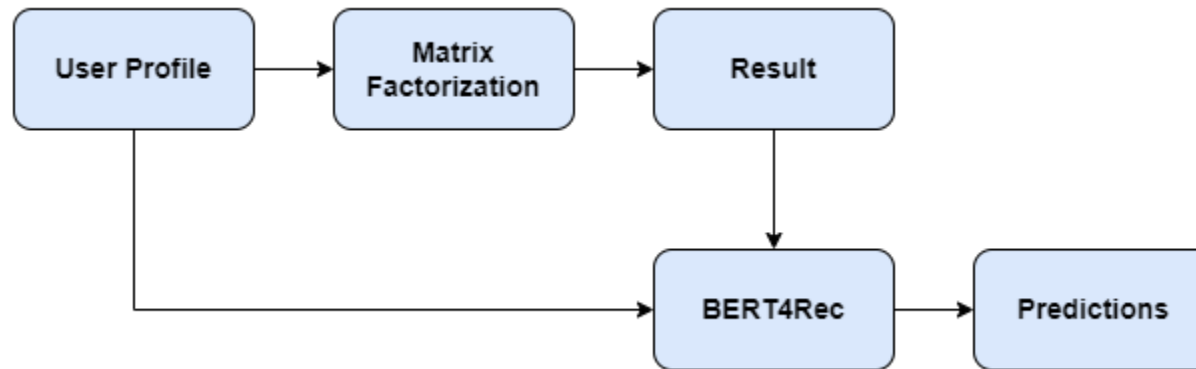 User Profile
Matrix
Factorization
Result
BERT4Rec
Predictions